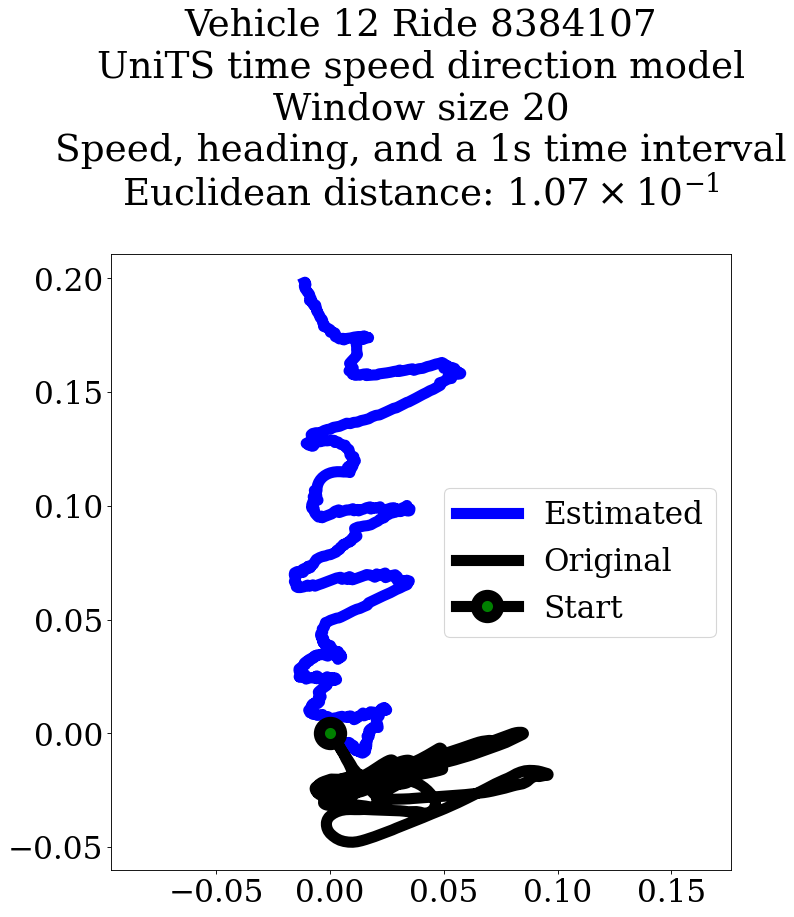 Vehicle 12 Ride 8384107
UniTS time speed direction model
Window size 20
Speed, heading, and a 1s time interval
Euclidean distance: 1.07 × 10⁻¹
0.20
0.15
0.10
0.05
0.00
−0.05
Estimated
Original
Start
−0.05 0.00 0.05 0.10 0.15